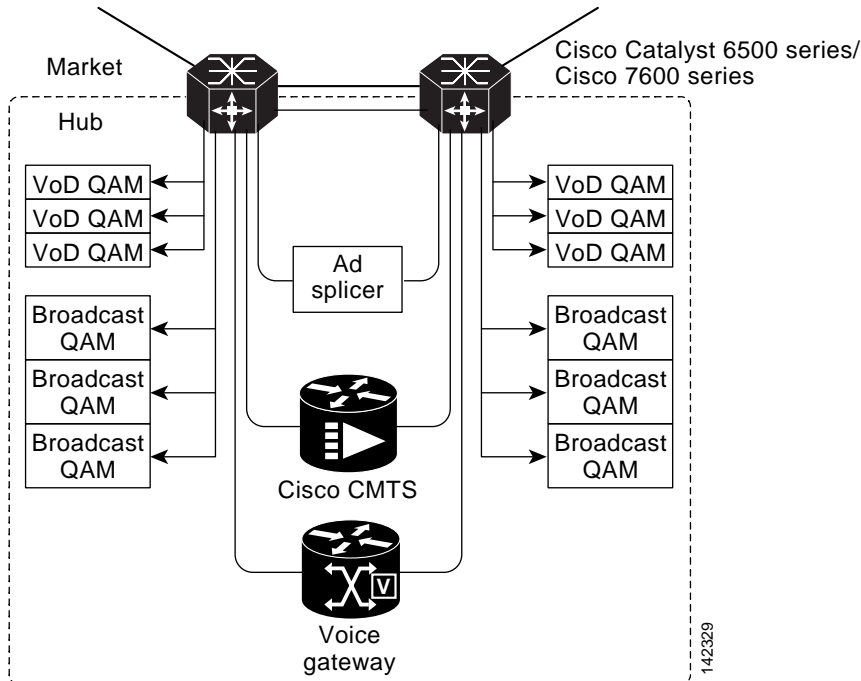 Market
Cisco Catalyst 6500 series/
Cisco 7600 series
Hub
VoD QAM
VoD QAM
VoD QAM
VoD QAM
VoD QAM
VoD QAM
Ad
splicer
Broadcast
QAM
Broadcast
QAM
Broadcast
QAM
Broadcast
QAM
Broadcast
QAM
Broadcast
QAM
Cisco CMTS
V
Voice
gateway
142329